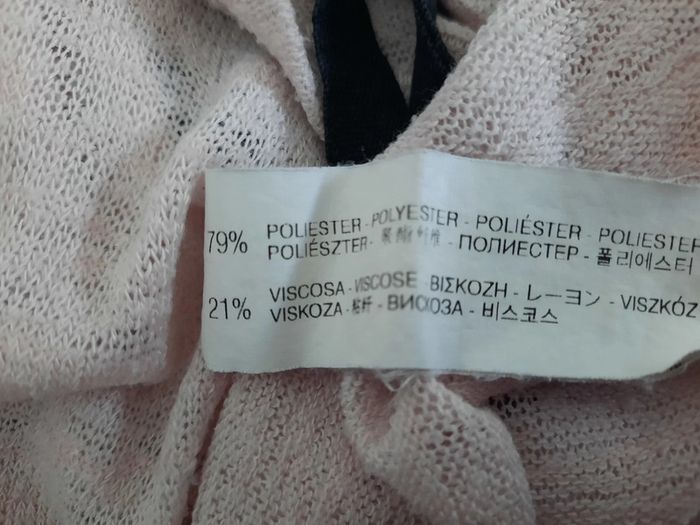 79% POLIESTER - POLYESTER - POLIÉSTER - POLIESTER
POLIÉSZTER - 聚酯纤维 - ПОЛИЕСТЕР - 폴리에스터
21% VISCOSA - VISCOSE - ΒΙΣΚΟΖΗ - レーヨン - VISZKÓZ
VISKOZA - 粘纤 - ВИСКОЗА - 비스코스